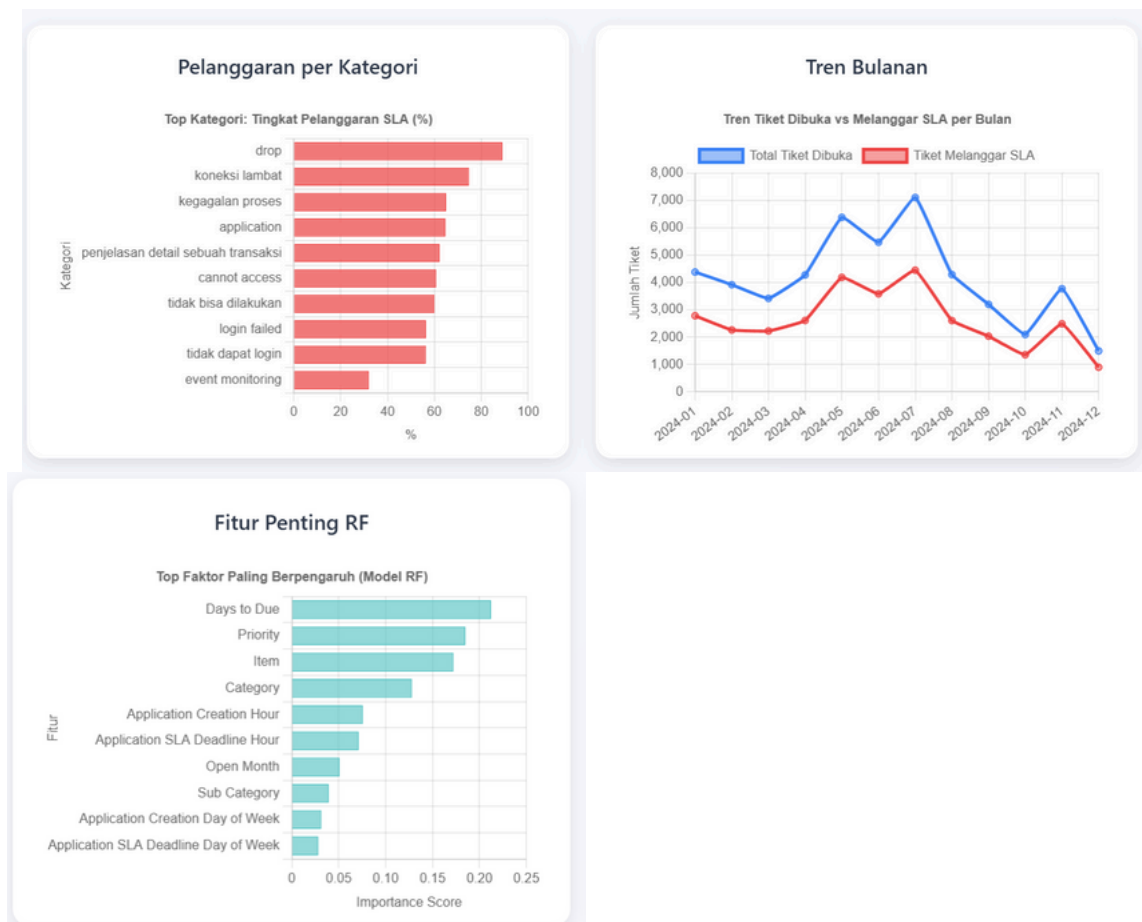 Pelanggaran per Kategori
Top Kategori: Tingkat Pelanggaran SLA (%)
Kategori
drop
koneksi lambat
kegagalan proses
application
penjelasan detail sebuah transaksi
cannot access
tidak bisa dilakukan
login failed
tidak dapat login
event monitoring
0 20 40 60 80 100
%
Tren Bulanan
Tren Tiket Dibuka vs Melanggar SLA per Bulan
Total Tiket Dibuka Tiket Melanggar SLA
Jumlah Tiket
8,000
7,000
6,000
5,000
4,000
3,000
2,000
1,000
0
2024-01 2024-02 2024-03 2024-04 2024-05 2024-06 2024-07 2024-08 2024-09 2024-10 2024-11 2024-12
Fitur Penting RF
Top Faktor Paling Berpengaruh (Model RF)
Fitur
Days to Due
Priority
Item
Category
Application Creation Hour
Application SLA Deadline Hour
Open Month
Sub Category
Application Creation Day of Week
Application SLA Deadline Day of Week
0 0.05 0.10 0.15 0.20 0.25
Importance Score